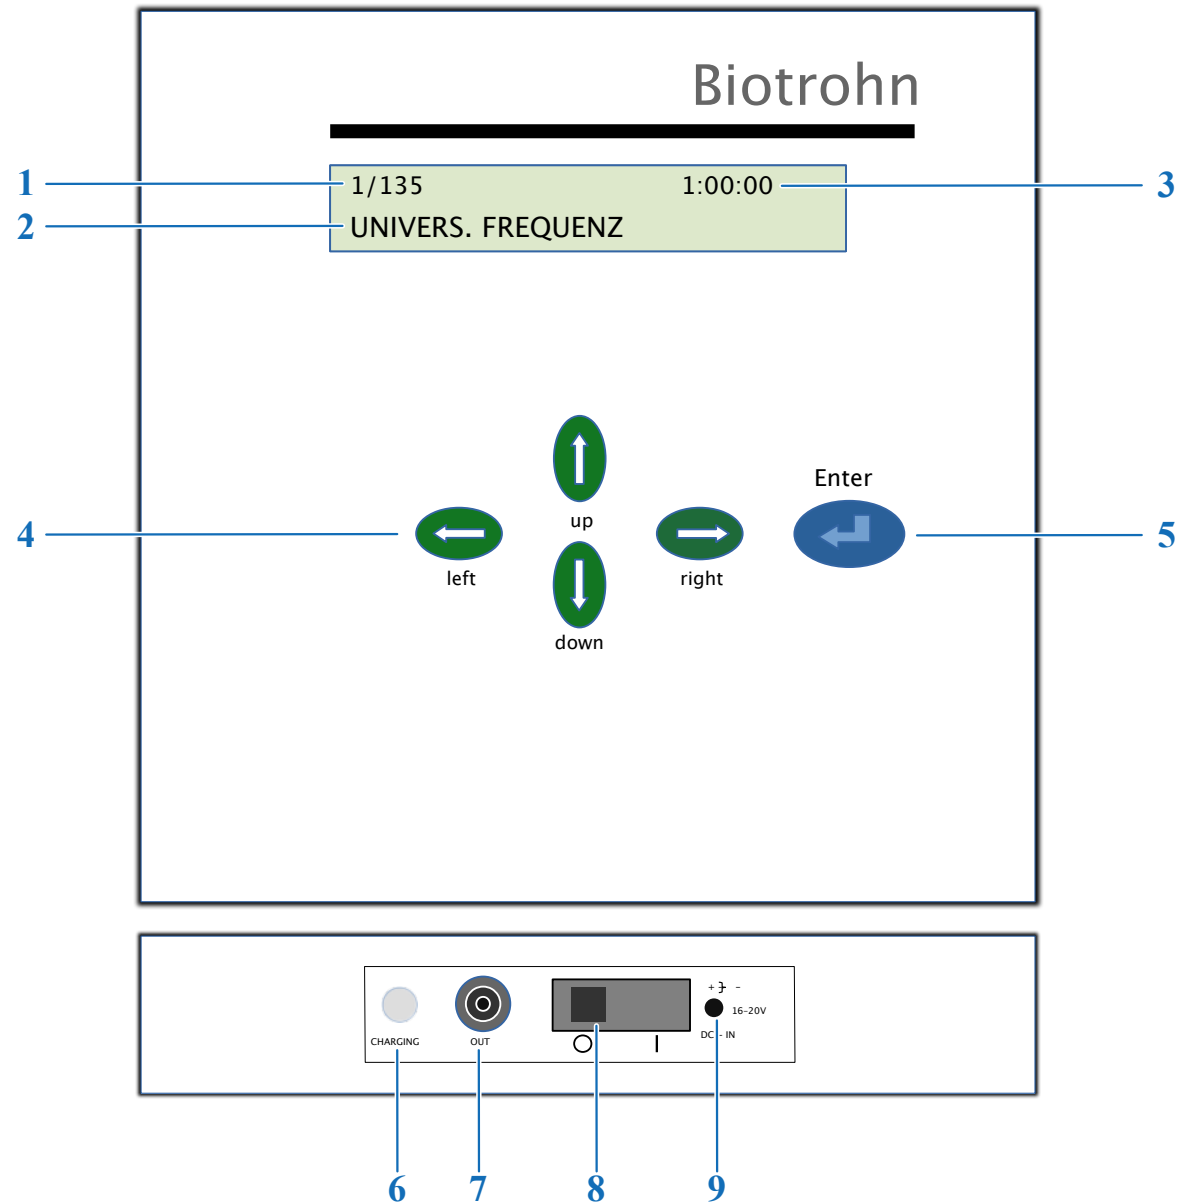 Biotrohn
1 1/135 1:00:00 3
2 UNIVERS. FREQUENZ
Enter
4 up 5
left right
down
+ -
16-20V
CHARGING OUT DC - IN
6 7 8 9